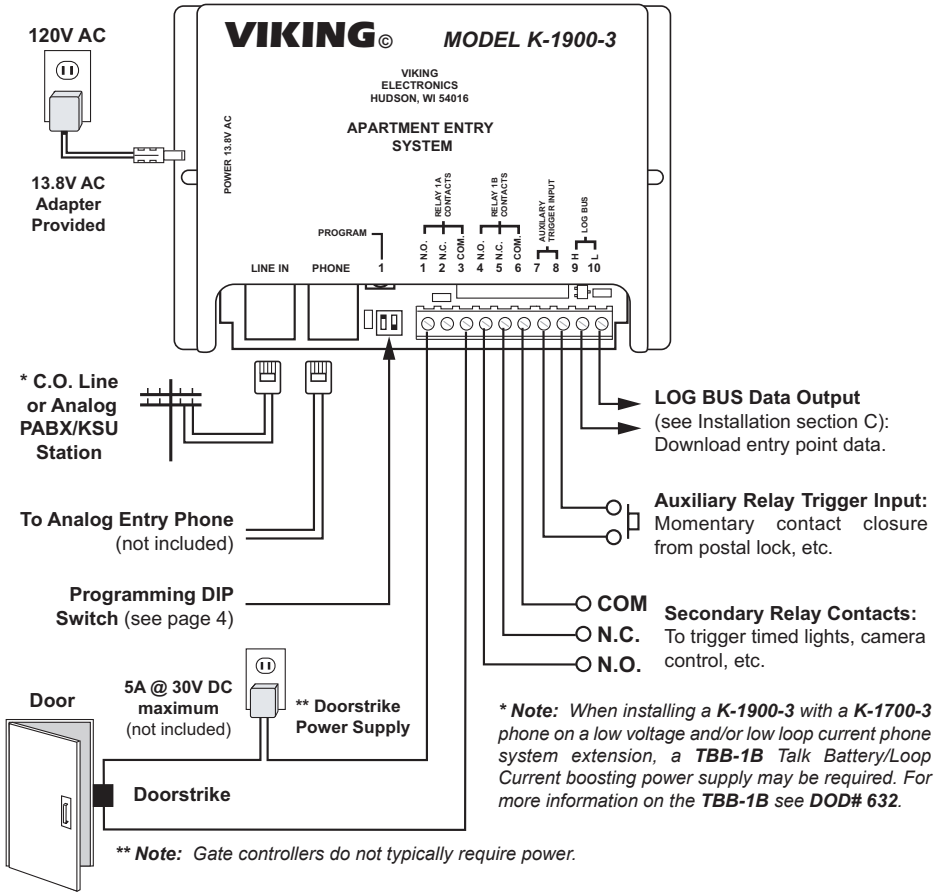 120V AC
13.8V AC
Adapter
Provided
VIKING©
MODEL K-1900-3
VIKING
ELECTRONICS
HUDSON, WI 54016
APARTMENT ENTRY
SYSTEM
POWER 13.8V AC
RELAY 1A
CONTACTS
RELAY 1B
CONTACTS
AUXILARY
TRIGGER INPUT
LOG BUS
PROGRAM
N.O.
N.C.
COM.
N.O.
N.C.
COM.
H
L
LINE IN PHONE 1 1 2 3 4 5 6 7 8 9 10
* C.O. Line
or Analog
PABX/KSU
Station
To Analog Entry Phone
(not included)
Programming DIP
Switch (see page 4)
LOG BUS Data Output
(see Installation section C):
Download entry point data.
Auxiliary Relay Trigger Input:
Momentary contact closure
from postal lock, etc.
COM
N.C.
N.O.
Secondary Relay Contacts:
To trigger timed lights, camera
control, etc.
Door
5A @ 30V DC
maximum
(not included)
** Doorstrike
Power Supply
Doorstrike
* Note: When installing a K-1900-3 with a K-1700-3
phone on a low voltage and/or low loop current phone
system extension, a TBB-1B Talk Battery/Loop
Current boosting power supply may be required. For
more information on the TBB-1B see DOD# 632.
** Note: Gate controllers do not typically require power.